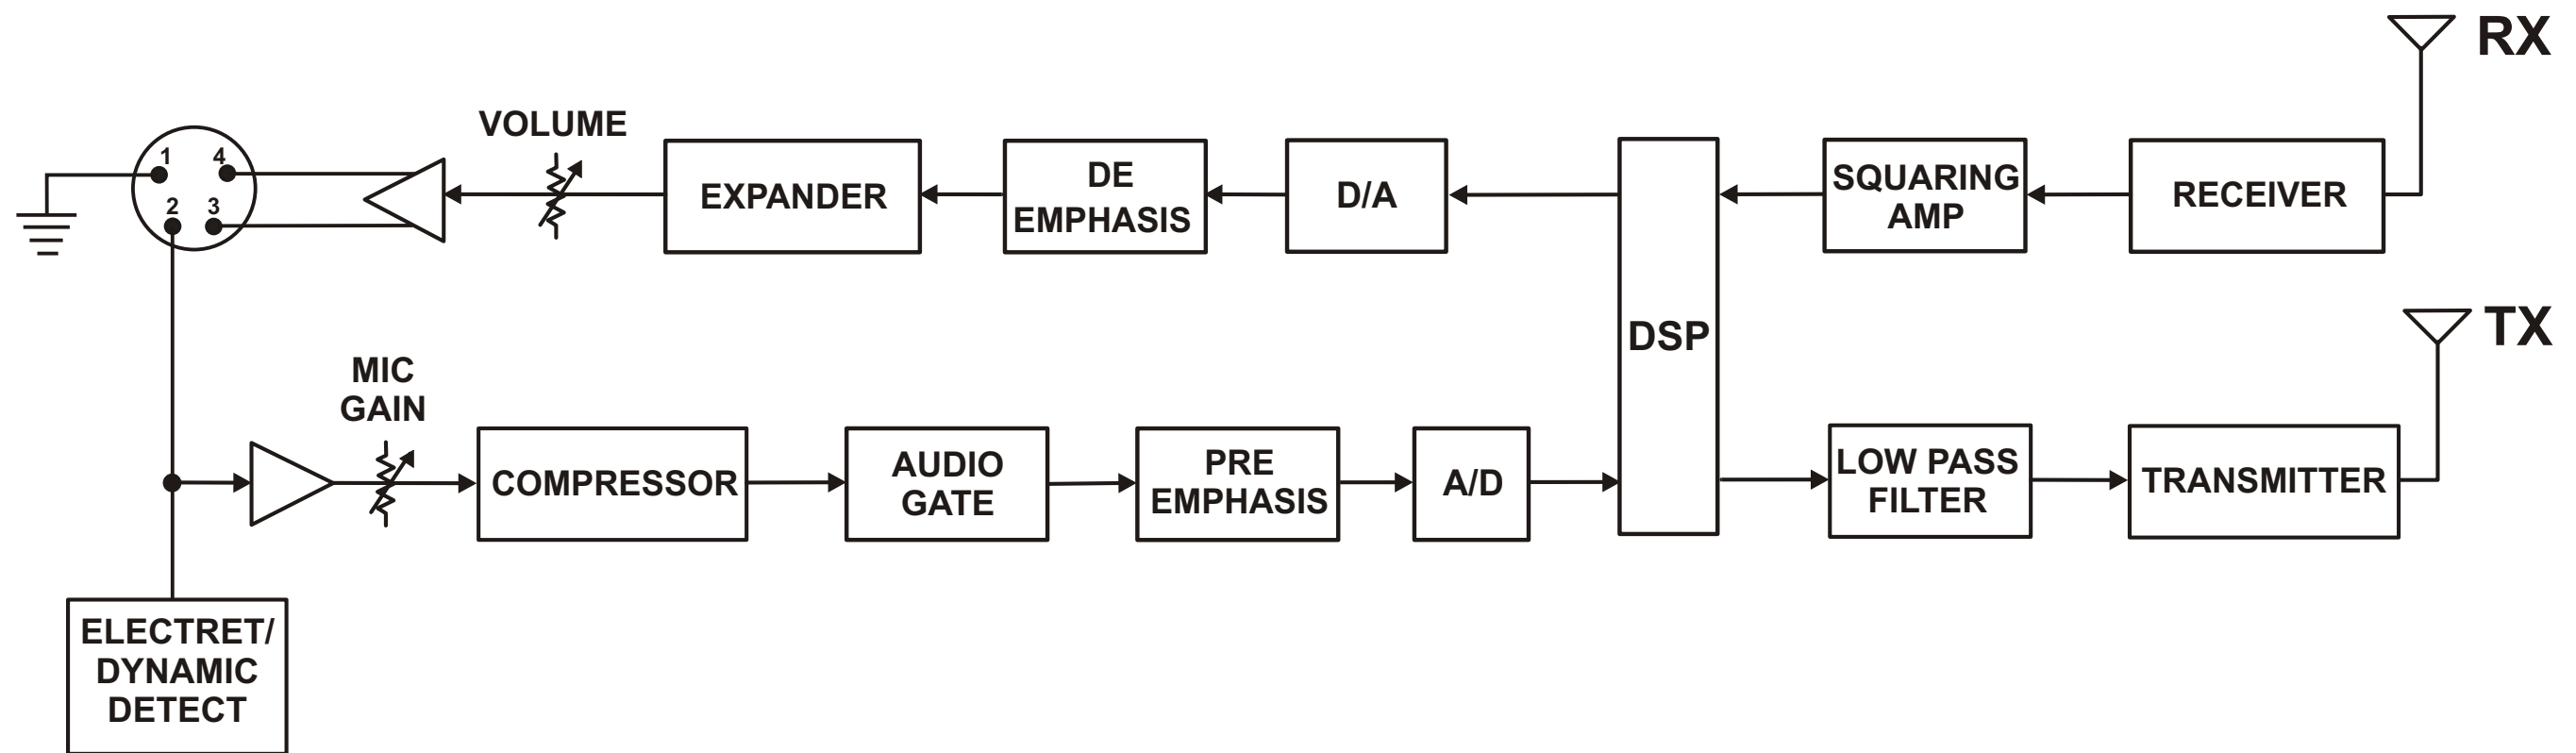 RX
VOLUME
1
4
2
3
EXPANDER
DE
EMPHASIS
D/A
DSP
SQUARING
AMP
RECEIVER
TX
MIC
GAIN
COMPRESSOR
AUDIO
GATE
PRE
EMPHASIS
A/D
LOW PASS
FILTER
TRANSMITTER
ELECTRET/
DYNAMIC
DETECT